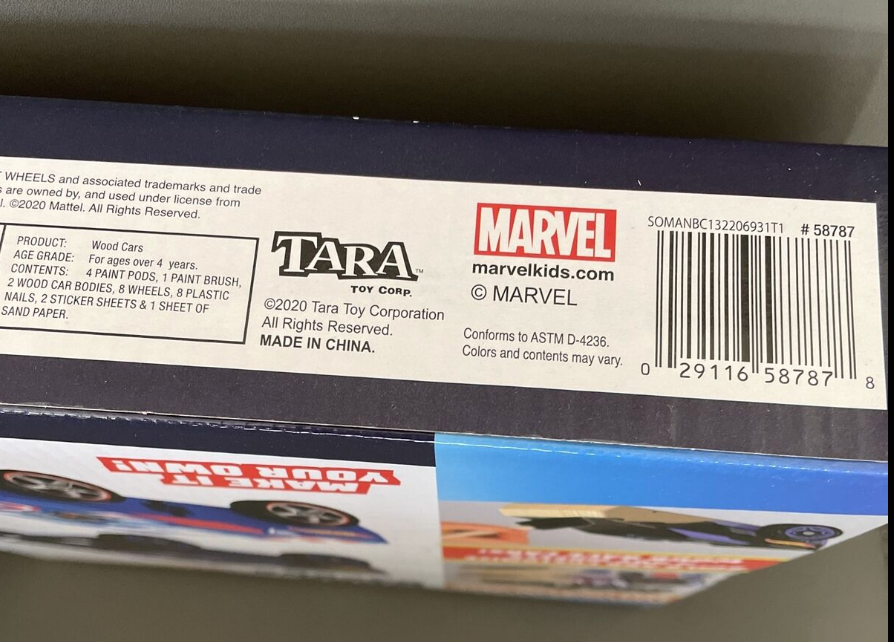 WHEELS and associated trademarks and trade
are owned by, and used under license from
©2020 Mattel. All Rights Reserved.
PRODUCT: Wood Cars
AGE GRADE: For ages over 4 years.
CONTENTS: 4 PAINT PODS, 1 PAINT BRUSH,
2 WOOD CAR BODIES, 8 WHEELS, 8 PLASTIC
NAILS, 2 STICKER SHEETS & 1 SHEET OF
SAND PAPER.
TARA™
TOY CORP.
©2020 Tara Toy Corporation
All Rights Reserved.
MADE IN CHINA.
MARVEL
marvelkids.com
© MARVEL
Conforms to ASTM D-4236.
Colors and contents may vary.
SOMANBC132206931T1 # 58787
0 29116 58787 8
MAKE IT
YOUR OWN!